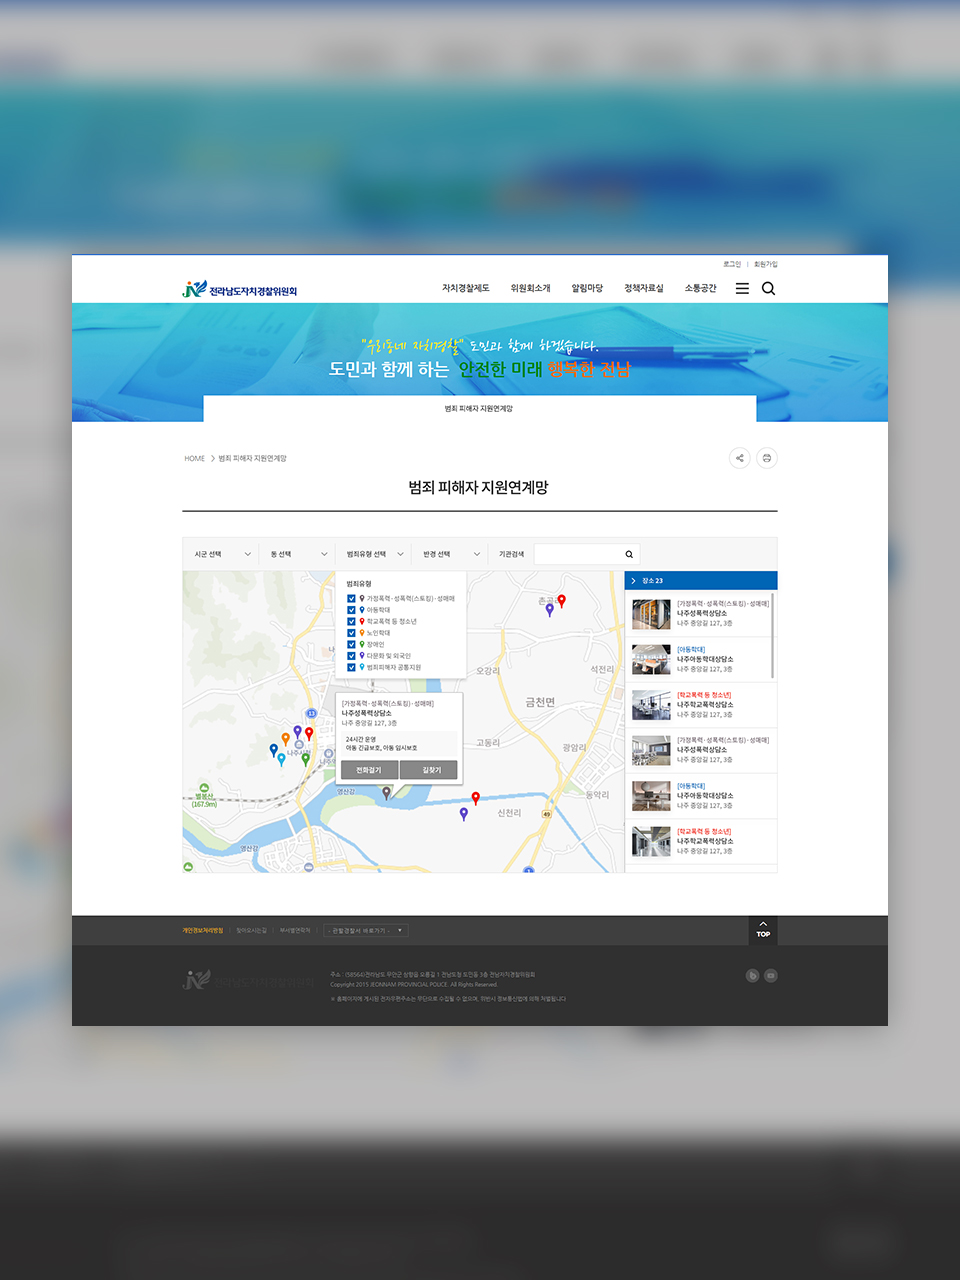 로그인 | 회원가입
전라남도자치경찰위원회
자치경찰제도 위원회소개 알림마당 정책자료실 소통공간
"우리동네 자치경찰" 도민과 함께 하겠습니다.
도민과 함께 하는 안전한 미래 행복한 전남
범죄 피해자 지원연계망
HOME > 범죄 피해자 지원연계망
범죄 피해자 지원연계망
시군 선택 동 선택 범죄유형 선택 반경 선택 기관검색
범죄유형
가정폭력·성폭력(스토킹)·성매매
아동학대
학교폭력 등 청소년
노인학대
장애인
다문화 및 외국인
범죄피해자 공통지원
오강리
석전리
금천면
고동리
광암리
동악리
신천리
13
49
1
별봉산
(167.9m)
영산강
영산강
[가정폭력·성폭력(스토킹)·성매매]
나주성폭력상담소
나주 중앙길 127, 3층
24시간 운영
아동 긴급보호, 아동 임시보호
전화걸기 길찾기
장소 23
[가정폭력·성폭력(스토킹)·성매매]
나주성폭력상담소
나주 중앙길 127, 3층
[아동학대]
나주아동학대상담소
나주 중앙길 127, 3층
[학교폭력 등 청소년]
나주학교폭력상담소
나주 중앙길 127, 3층
[가정폭력·성폭력(스토킹)·성매매]
나주성폭력상담소
나주 중앙길 127, 3층
[아동학대]
나주아동학대상담소
나주 중앙길 127, 3층
[학교폭력 등 청소년]
나주학교폭력상담소
나주 중앙길 127, 3층
개인정보처리방침 | 찾아오시는길 | 부서별연락처 | - 관할경찰서 바로가기 -
TOP
전라남도자치경찰위원회
주소 : (58564)전라남도 무안군 삼향읍 오룡길 1 전남도청 도민동 3층 전남자치경찰위원회
Copyright 2015 JEONNAM PROVINCIAL POLICE. All Rights Reserved.
※ 홈페이지에 게시된 전자우편주소는 무단으로 수집될 수 없으며, 위반시 정보통신망법에 의해 처벌됩니다